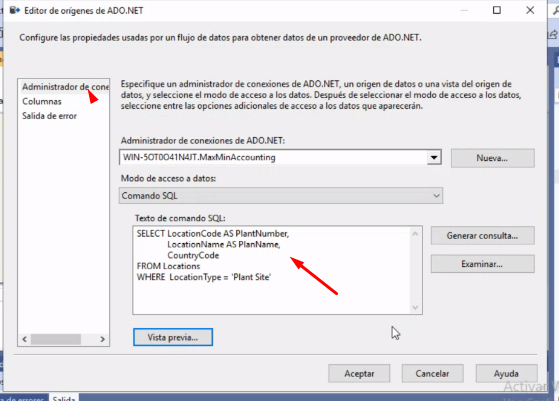 Editor de orígenes de ADO.NET
Configure las propiedades usadas por un flujo de datos para obtener datos de un proveedor de ADO.NET.
Administrador de cone
Columnas
Salida de error
Especifique un administrador de conexiones de ADO.NET, un origen de datos o una vista del origen de
datos, y seleccione el modo de acceso a los datos. Después de seleccionar el modo de acceso a los datos,
seleccione entre las opciones adicionales de acceso a los datos que aparecerán.
Administrador de conexiones de ADO.NET:
WIN-5OT0O41N4JT.MaxMinAccounting
Nueva...
Modo de acceso a datos:
Comando SQL
Texto de comando SQL:
SELECT LocationCode AS PlantNumber,
LocationName AS PlanName,
CountryCode
FROM Locations
WHERE LocationType = 'Plant Site'
Generar consulta...
Examinar...
Vista previa...
Aceptar
Cancelar
Ayuda
Activar
a de errores
Salida